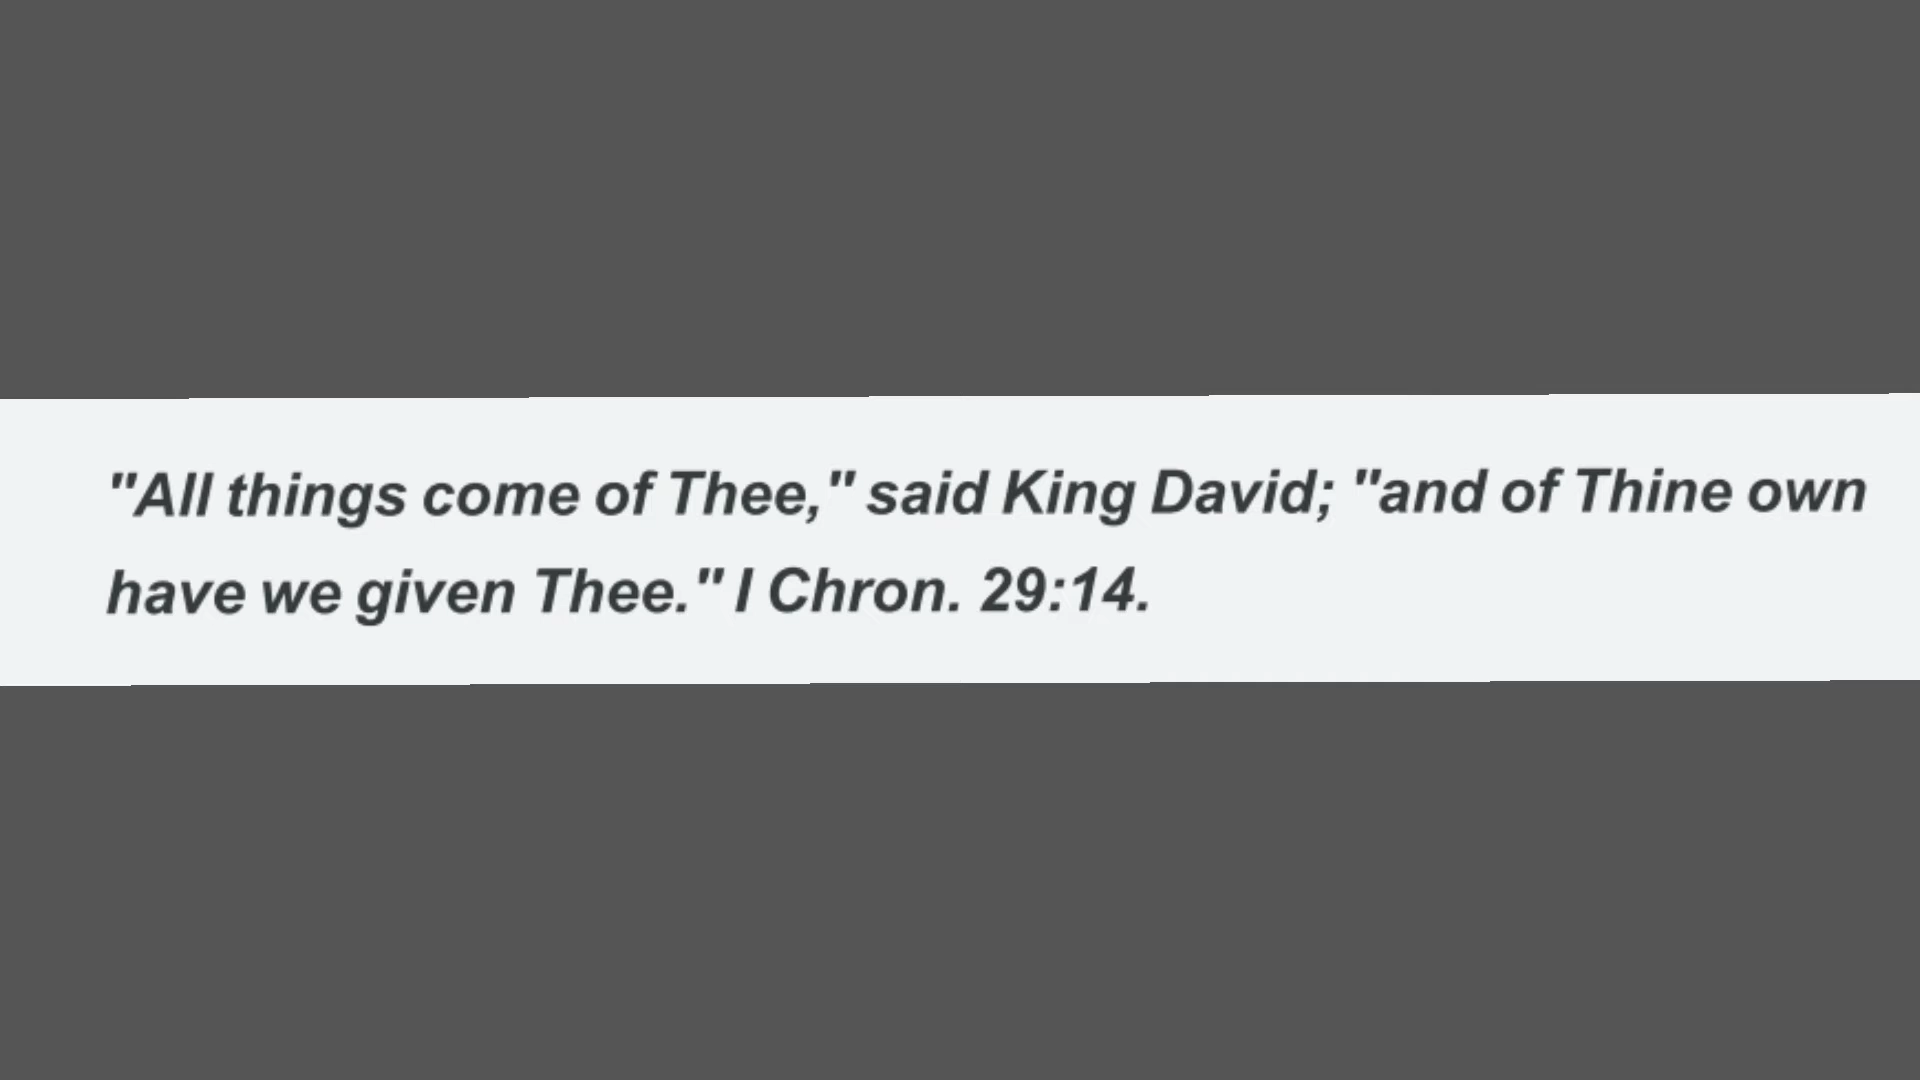 "All things come of Thee," said King David; "and of Thine own
have we given Thee." I Chron. 29:14.